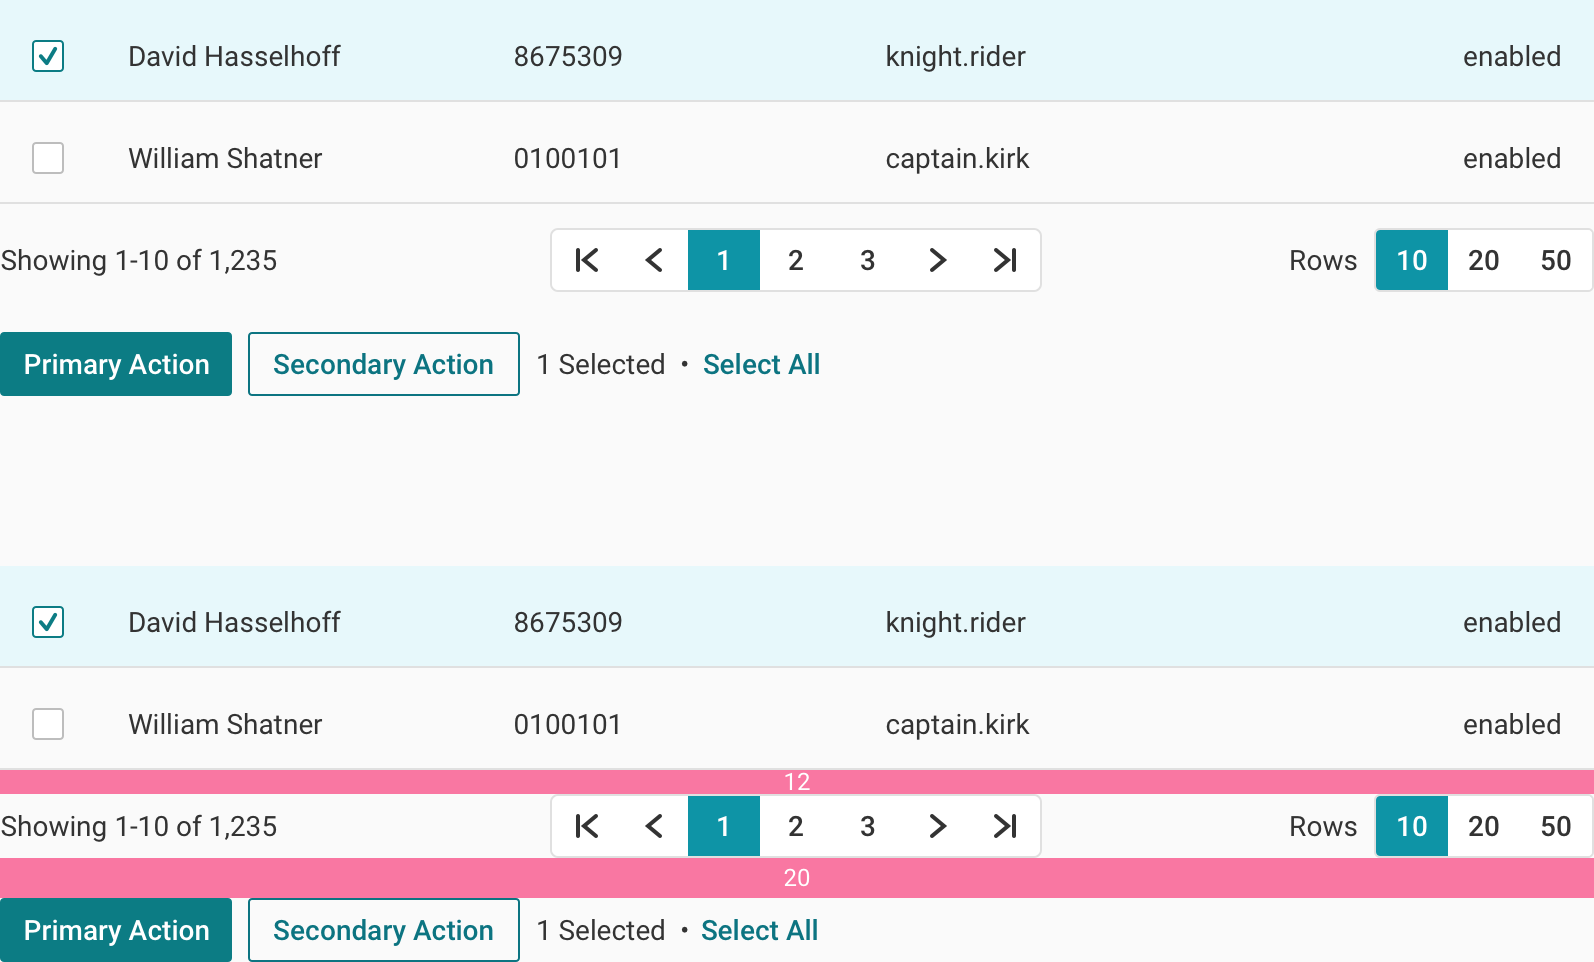 David Hasselhoff 8675309 knight.rider enabled
William Shatner 0100101 captain.kirk enabled
Showing 1-10 of 1,235 1 2 3 Rows 10 20 50
Primary Action Secondary Action 1 Selected • Select All
David Hasselhoff 8675309 knight.rider enabled
William Shatner 0100101 captain.kirk enabled
12
Showing 1-10 of 1,235 1 2 3 Rows 10 20 50
20
Primary Action Secondary Action 1 Selected • Select All